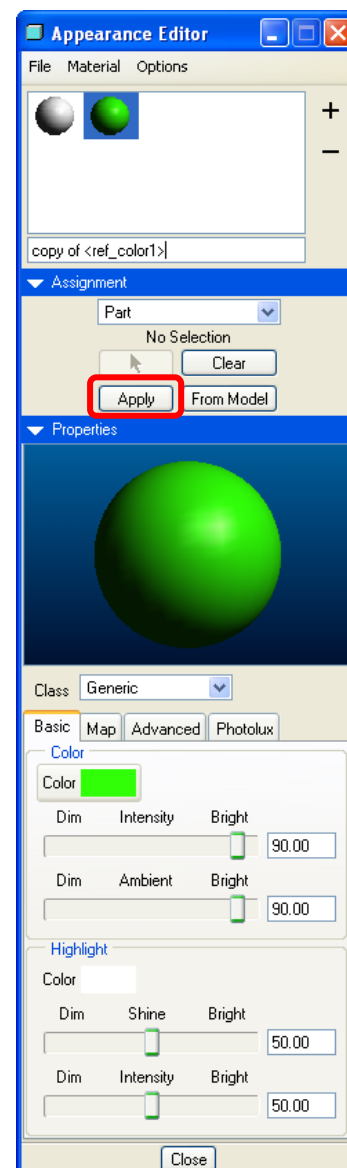 Appearance Editor
File Material Options
+
−
copy of <ref_color1>
Assignment
Part
No Selection
Clear
Apply From Model
Properties
Class Generic
Basic Map Advanced Photolux
Color
Color
Dim Intensity Bright
90.00
Dim Ambient Bright
90.00
Highlight
Color
Dim Shine Bright
50.00
Dim Intensity Bright
50.00
Close